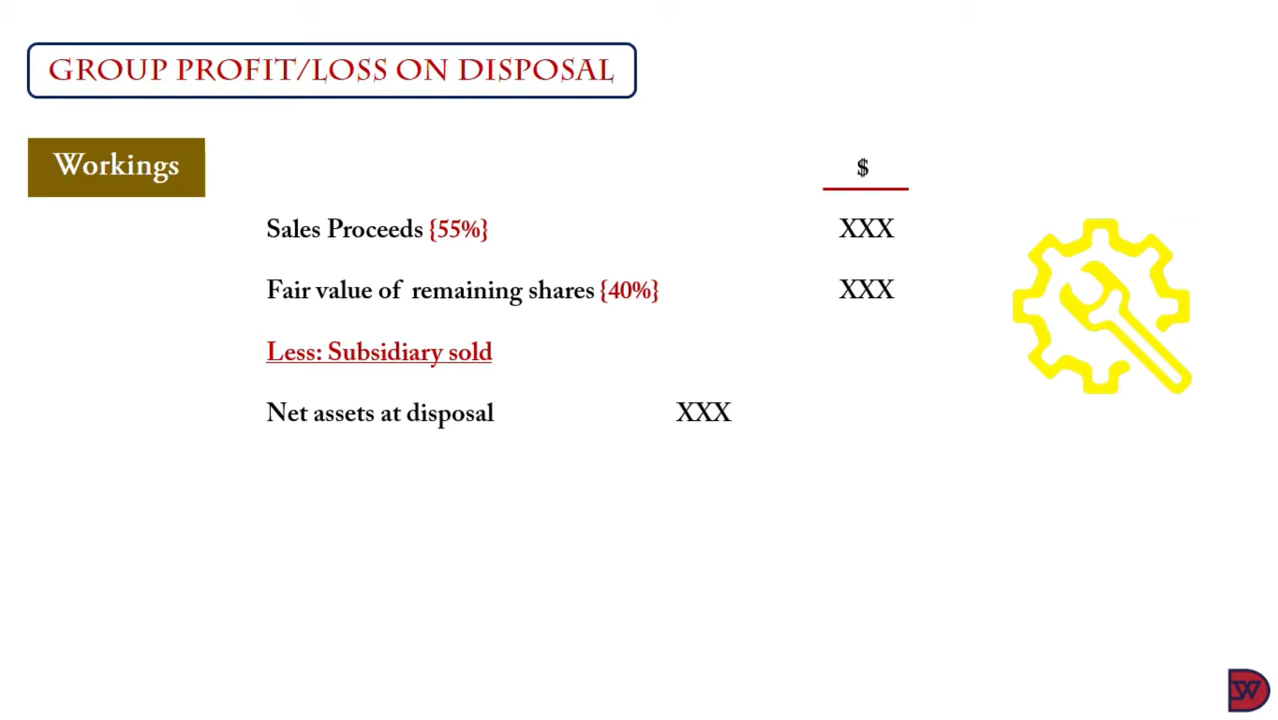 GROUP PROFIT/LOSS ON DISPOSAL
Workings
$
Sales Proceeds {55%} XXX
Fair value of remaining shares {40%} XXX
Less: Subsidiary sold
Net assets at disposal XXX
DW